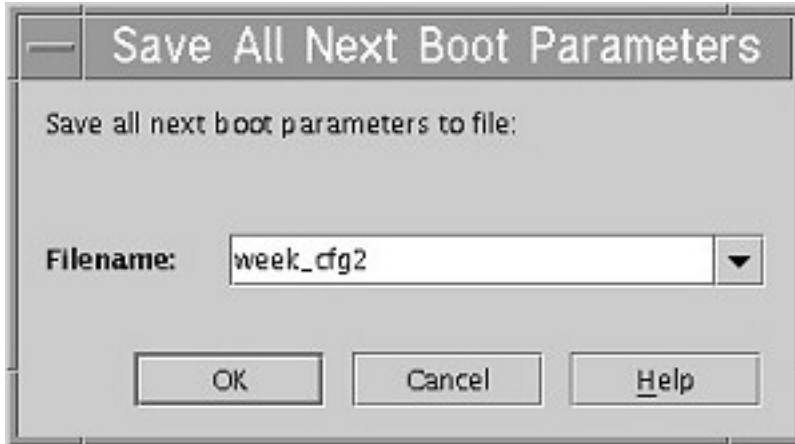 Save All Next Boot Parameters
Save all next boot parameters to file:
Filename: week_cfg2
OK Cancel Help